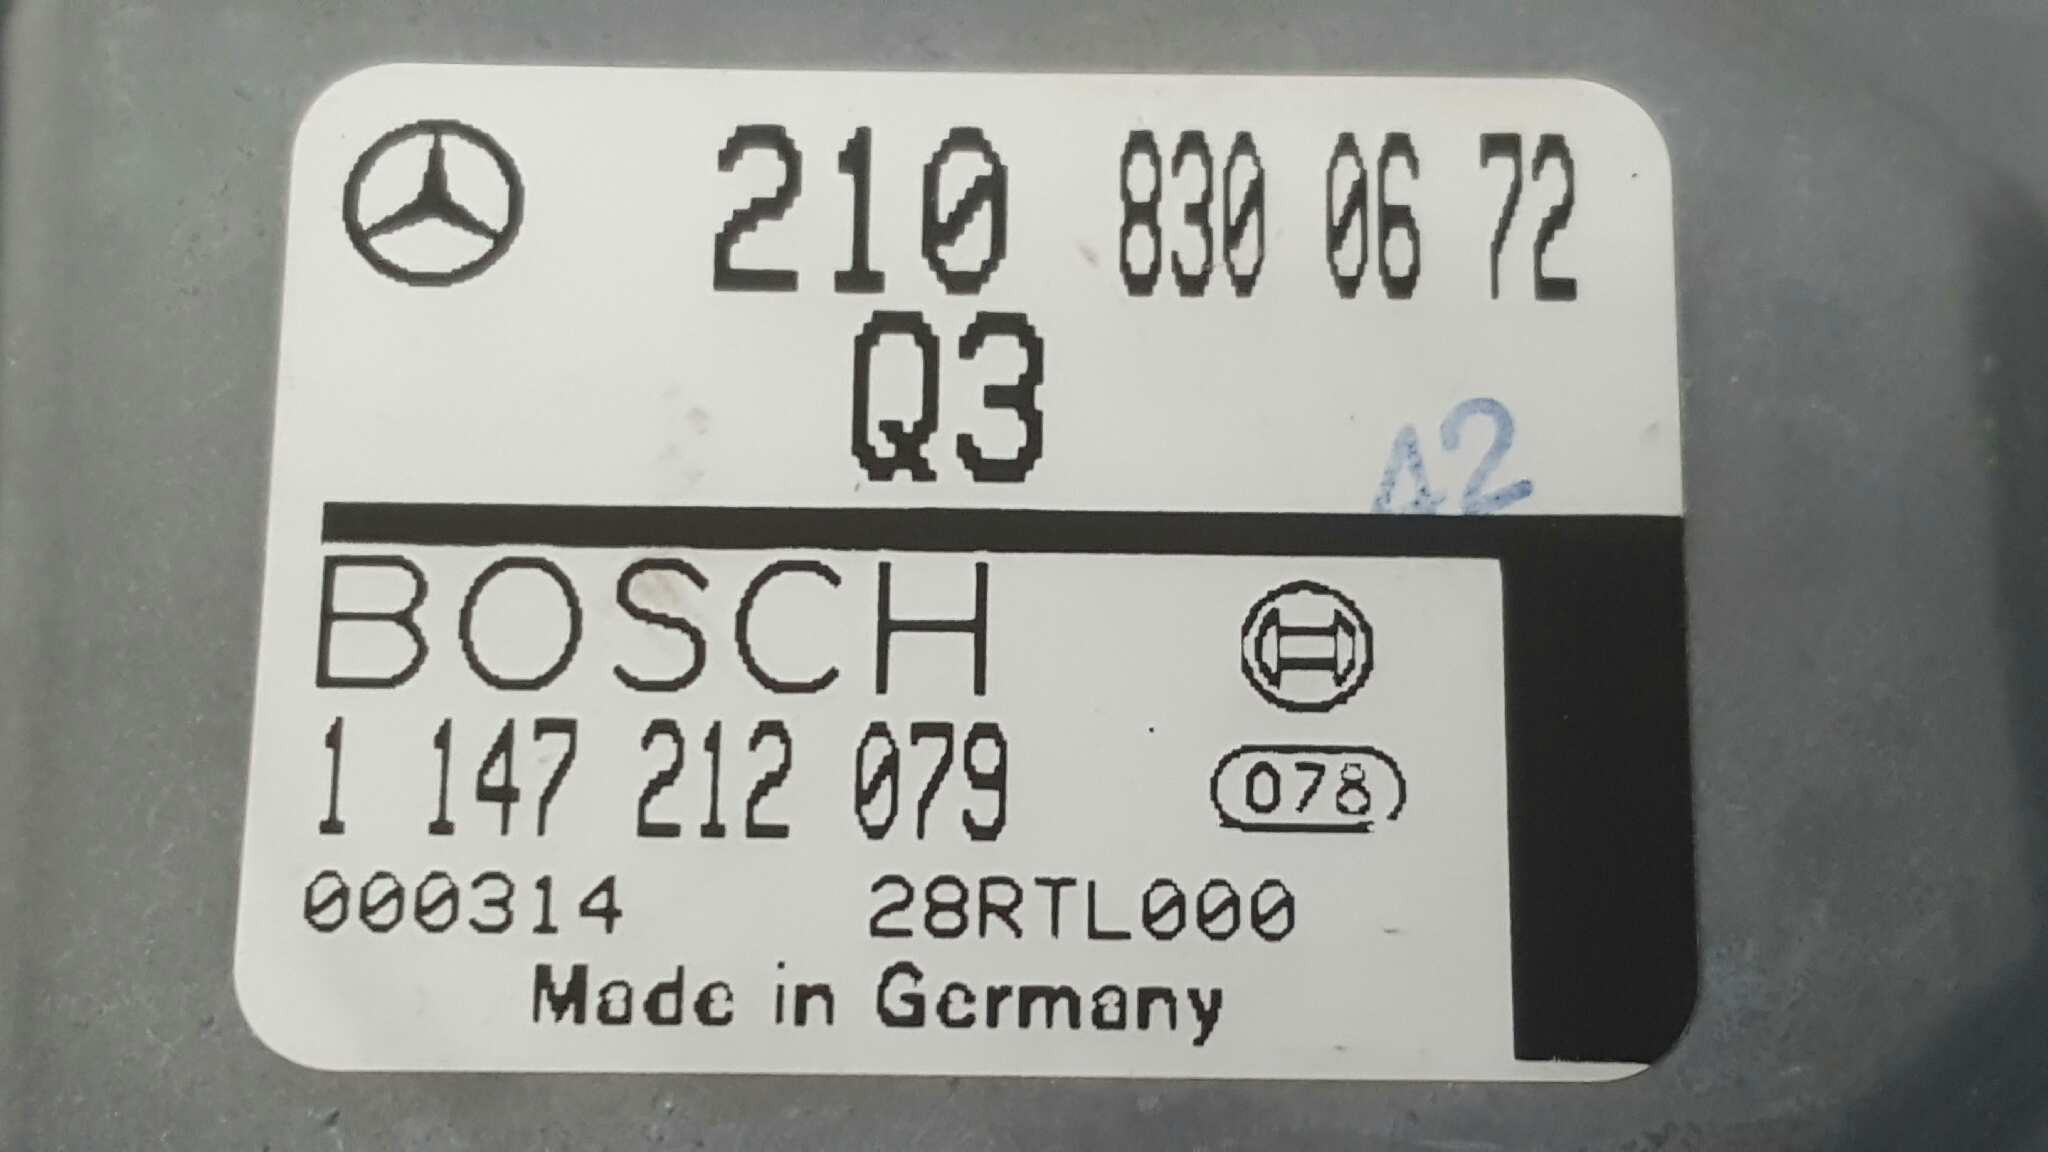 210 830 06 72
Q3
42
BOSCH
1 147 212 079
078
000314 28RTL000
Made in Germany